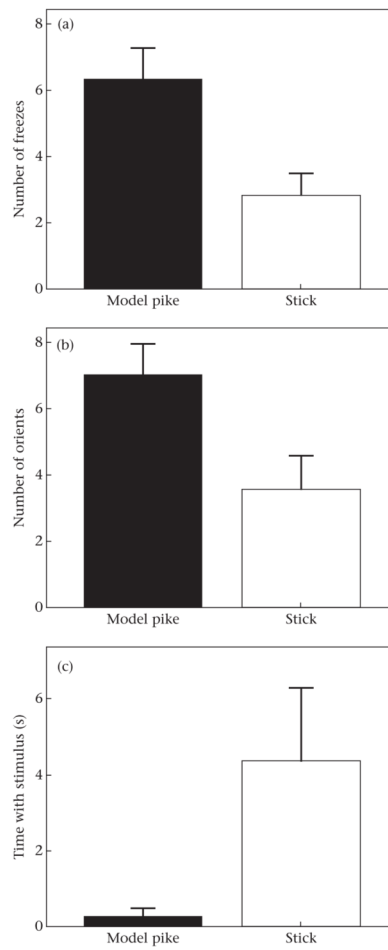 (a)
Number of freezes
8
6
4
2
0
Model pike
Stick
(b)
Number of orients
8
6
4
2
0
Model pike
Stick
(c)
Time with stimulus (s)
6
4
2
0
Model pike
Stick